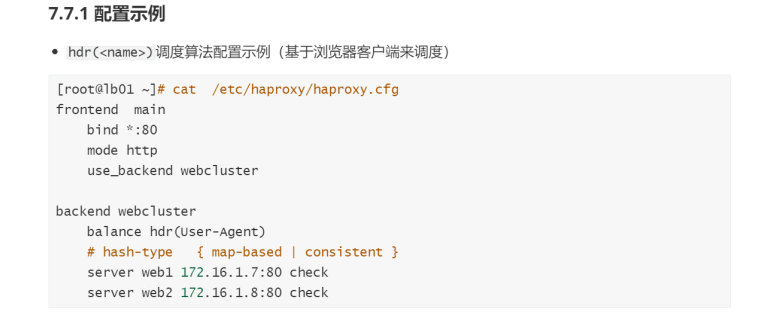 7.7.1 配置示例
hdr(<name>)调度算法配置示例（基于浏览器客户端来调度）
[root@lb01 ~]# cat  /etc/haproxy/haproxy.cfg
frontend  main
    bind *:80
    mode http
    use_backend webcluster

backend webcluster
    balance hdr(User-Agent)
    # hash-type   { map-based | consistent }
    server web1 172.16.1.7:80 check
    server web2 172.16.1.8:80 check